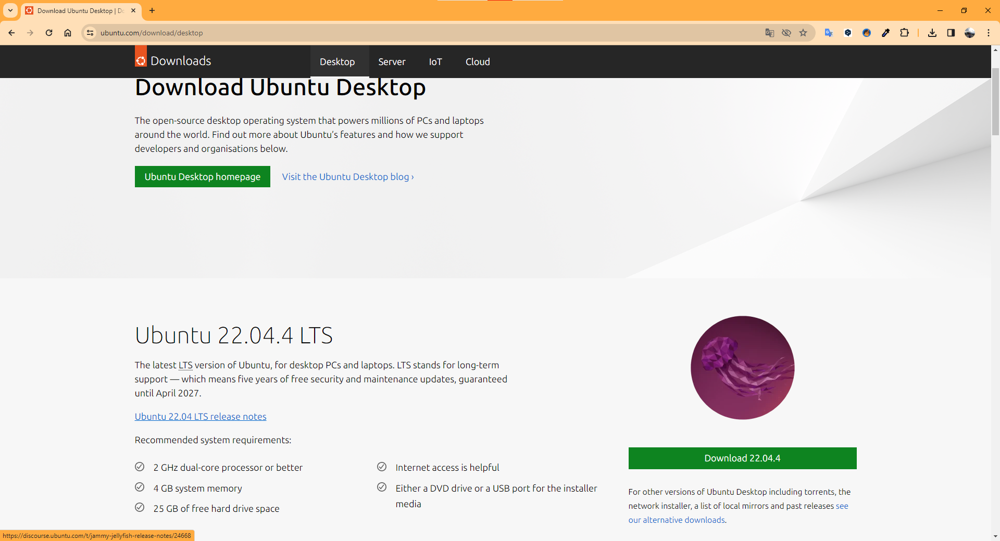 Download Ubuntu Desktop | Do
ubuntu.com/download/desktop
Downloads
Desktop
Server
IoT
Cloud
Download Ubuntu Desktop
The open-source desktop operating system that powers millions of PCs and laptops
around the world. Find out more about Ubuntu’s features and how we support
developers and organisations below.
Ubuntu Desktop homepage
Visit the Ubuntu Desktop blog ›
Ubuntu 22.04.4 LTS
The latest LTS version of Ubuntu, for desktop PCs and laptops. LTS stands for long-term
support — which means five years of free security and maintenance updates, guaranteed
until April 2027.
Ubuntu 22.04 LTS release notes
Recommended system requirements:
2 GHz dual-core processor or better
4 GB system memory
25 GB of free hard drive space
Internet access is helpful
Either a DVD drive or a USB port for the installer
media
Download 22.04.4
For other versions of Ubuntu Desktop including torrents, the
network installer, a list of local mirrors and past releases see
our alternative downloads.
https://discourse.ubuntu.com/t/jammy-jellyfish-release-notes/24668